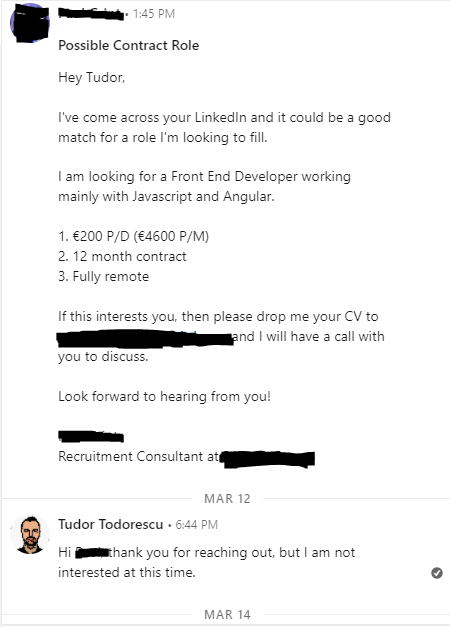 • 1:45 PM
Possible Contract Role
Hey Tudor,
I've come across your LinkedIn and it could be a good
match for a role I'm looking to fill.
I am looking for a Front End Developer working
mainly with Javascript and Angular.
1. €200 P/D (€4600 P/M)
2. 12 month contract
3. Fully remote
If this interests you, then please drop me your CV to
and I will have a call with
you to discuss.
Look forward to hearing from you!
Recruitment Consultant at
MAR 12
Tudor Todorescu • 6:44 PM
Hi thank you for reaching out, but I am not
interested at this time.
MAR 14